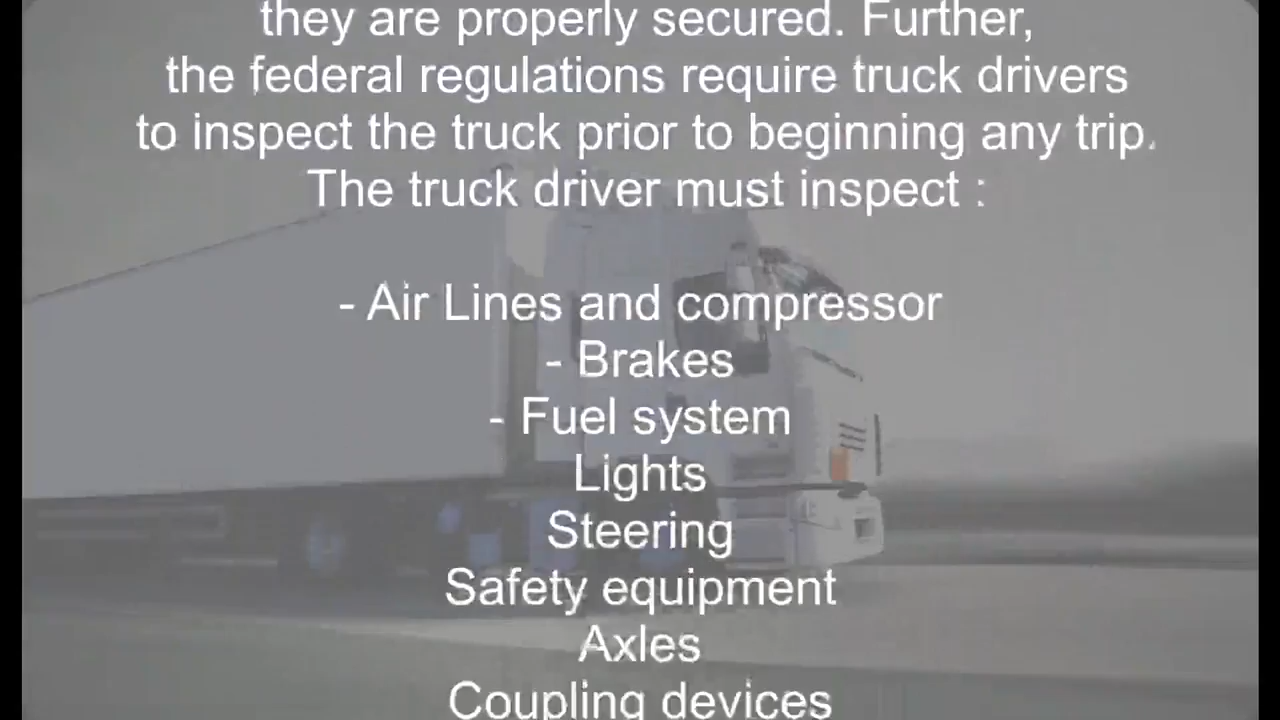 they are properly secured. Further,
the federal regulations require truck drivers
to inspect the truck prior to beginning any trip.
The truck driver must inspect :
- Air Lines and compressor
- Brakes
- Fuel system
Lights
Steering
Safety equipment
Axles
Coupling devices